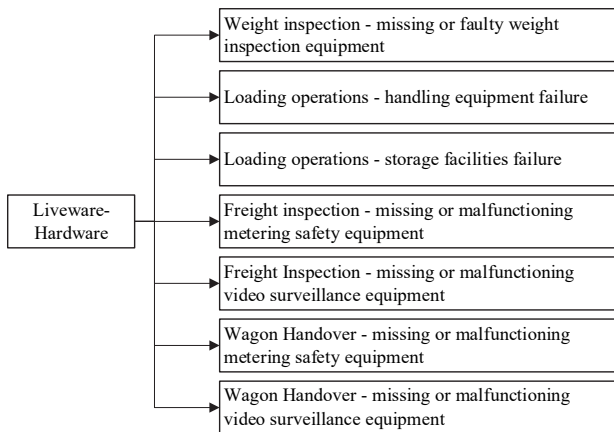 Weight inspection - missing or faulty weight
inspection equipment
Loading operations - handling equipment failure
Loading operations - storage facilities failure
Liveware-
Hardware
Freight inspection - missing or malfunctioning
metering safety equipment
Freight Inspection - missing or malfunctioning
video surveillance equipment
Wagon Handover - missing or malfunctioning
metering safety equipment
Wagon Handover - missing or malfunctioning
video surveillance equipment